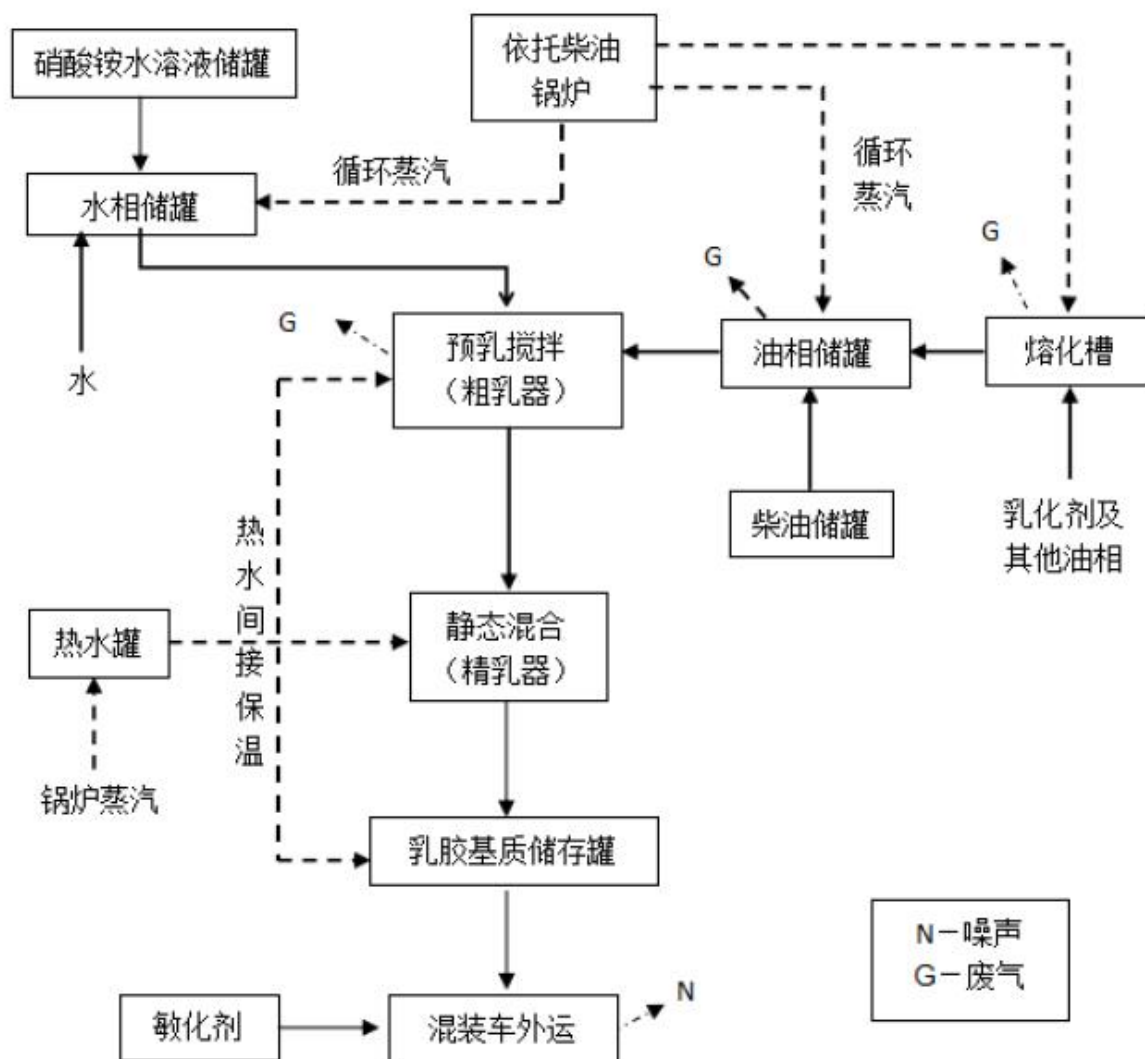 硝酸铵水溶液储罐
依托柴油
锅炉
循环蒸汽
循环
蒸汽
水相储罐
G
G
G
水
预乳搅拌
（粗乳器）
油相储罐
熔化槽
柴油储罐
乳化剂及
其他油相
热水间接保温
热水罐
静态混合
（精乳器）
锅炉蒸汽
乳胶基质储存罐
N
N－噪声
G－废气
敏化剂
混装车外运